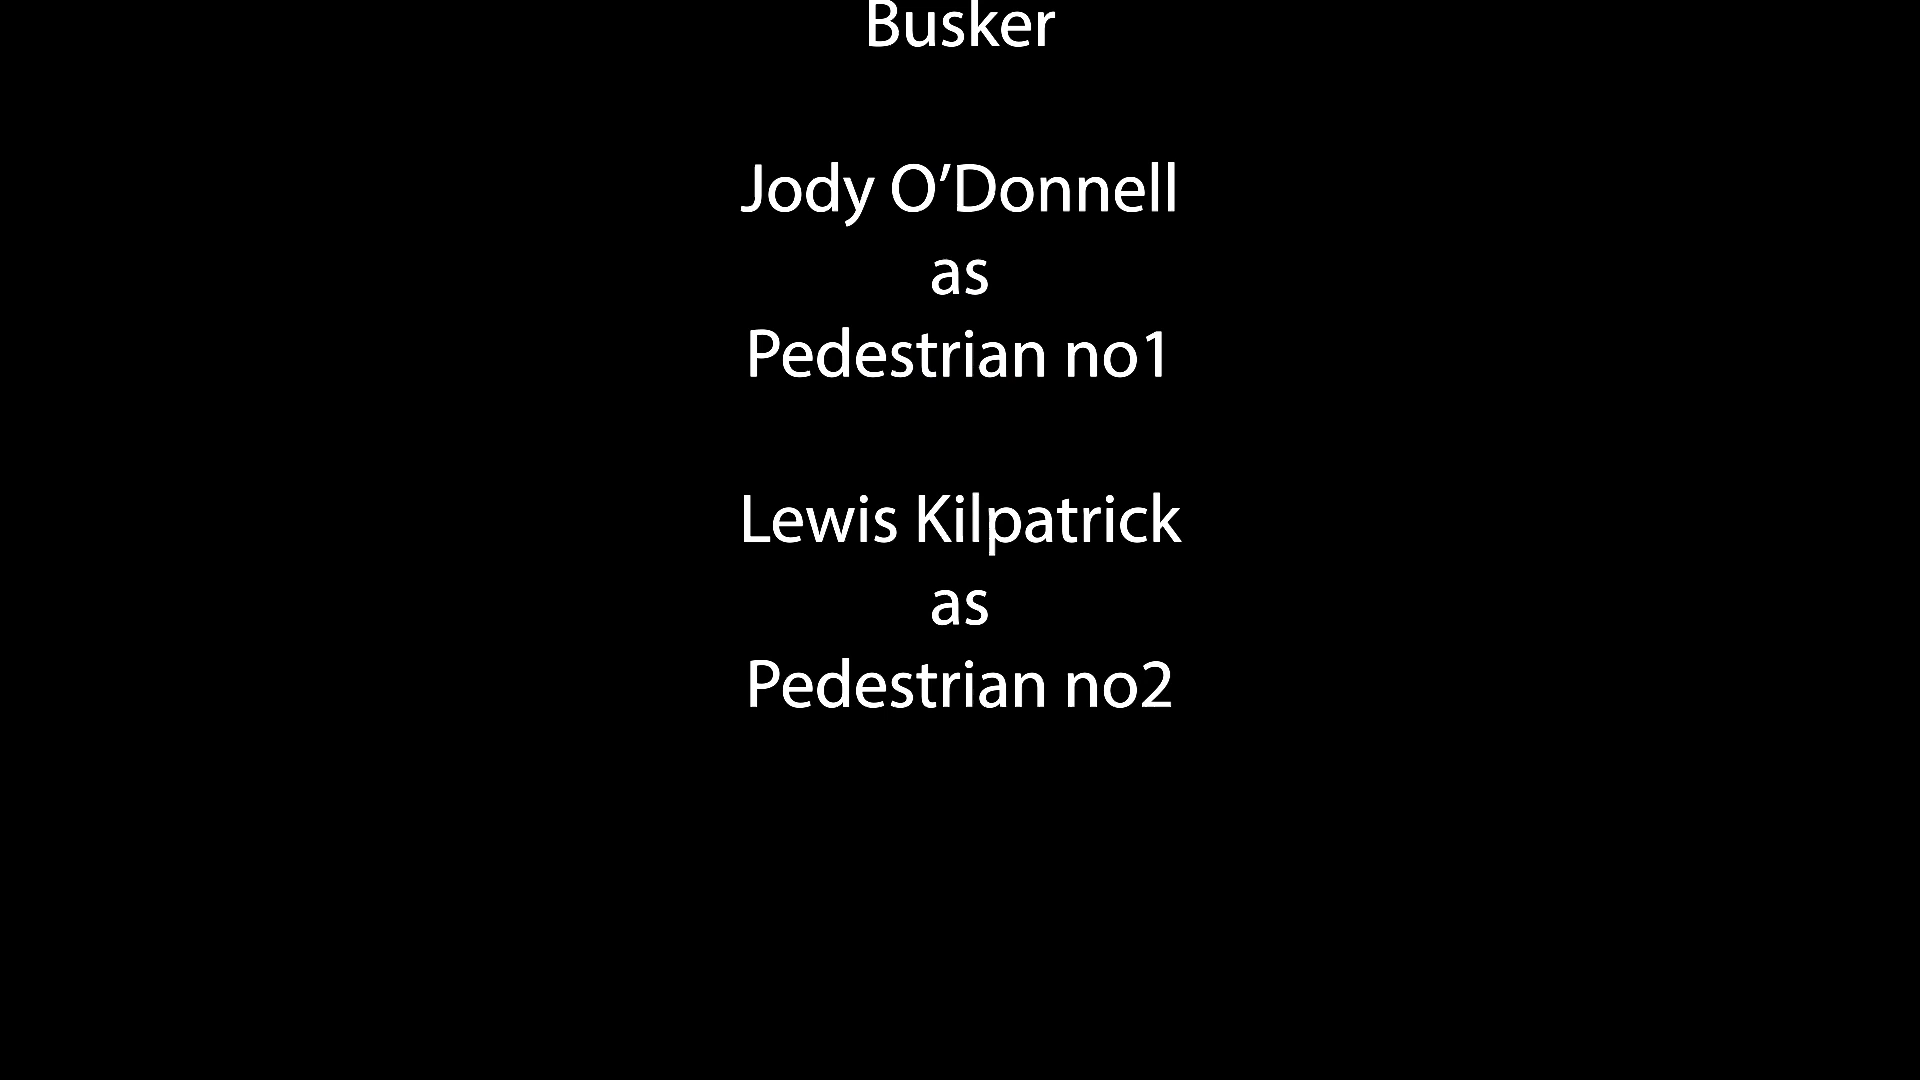 Busker
Jody O’Donnell
as
Pedestrian no1
Lewis Kilpatrick
as
Pedestrian no2